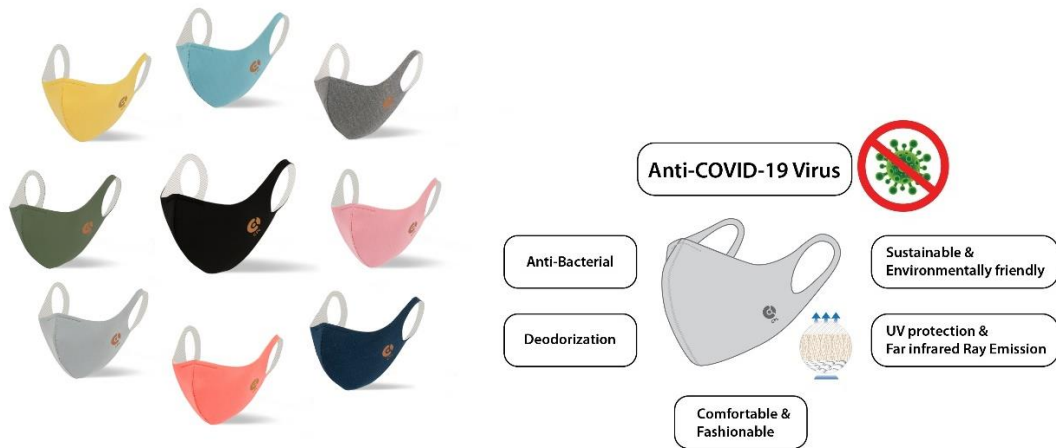 Anti-COVID-19 Virus
Anti-Bacterial
Sustainable &
Environmentally friendly
Deodorization
UV protection &
Far infrared Ray Emission
Comfortable &
Fashionable